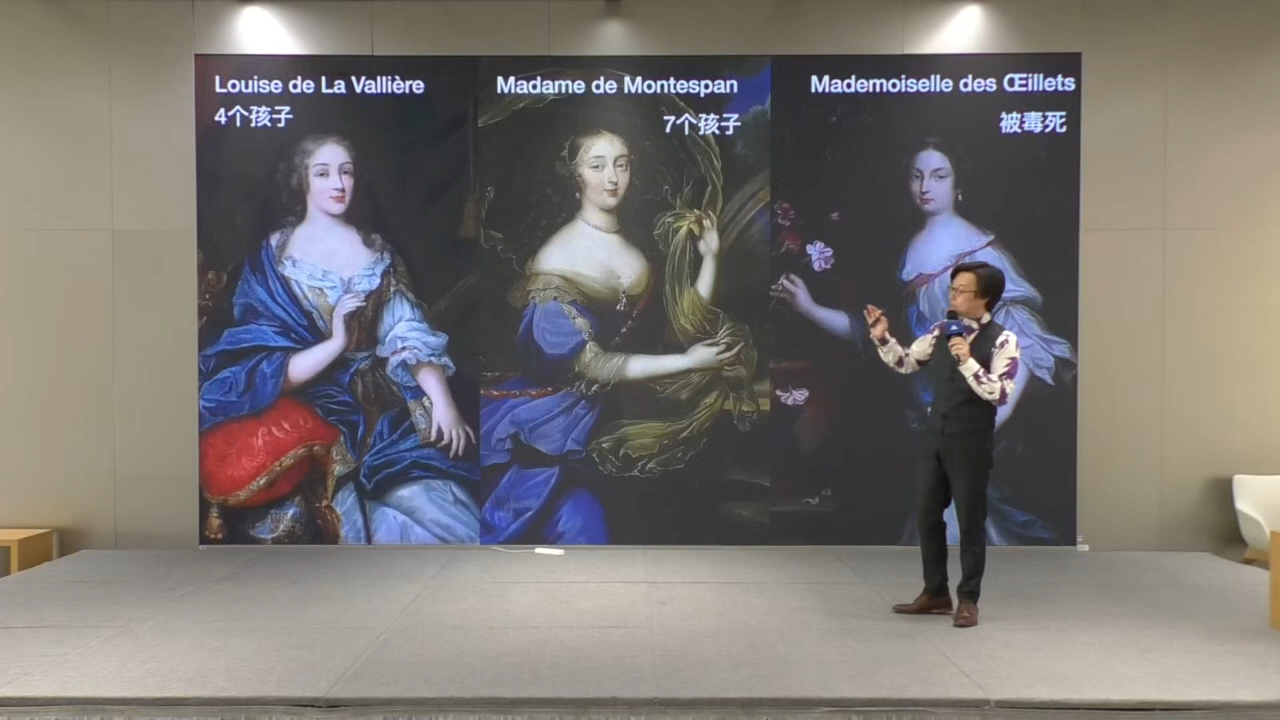 Louise de La Vallière
4个孩子
Madame de Montespan
7个孩子
Mademoiselle des Œillets
被毒死